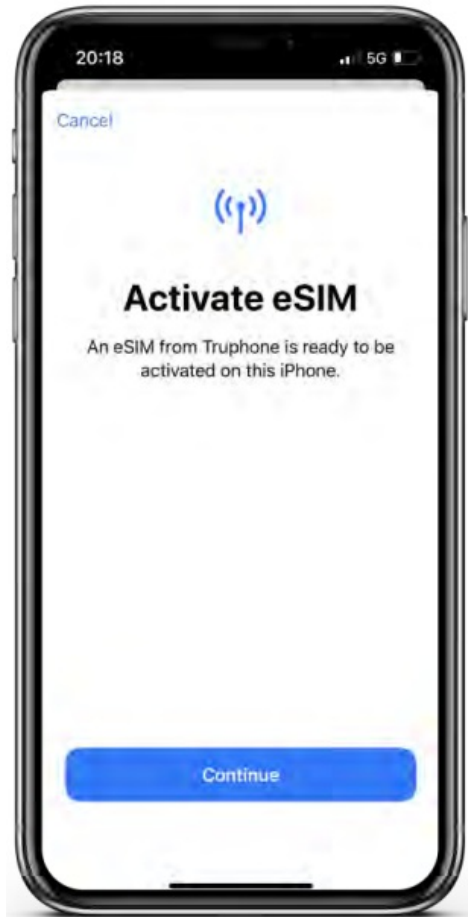 20:18
5G
Cancel
Activate eSIM
An eSIM from Truphone is ready to be
activated on this iPhone.
Continue